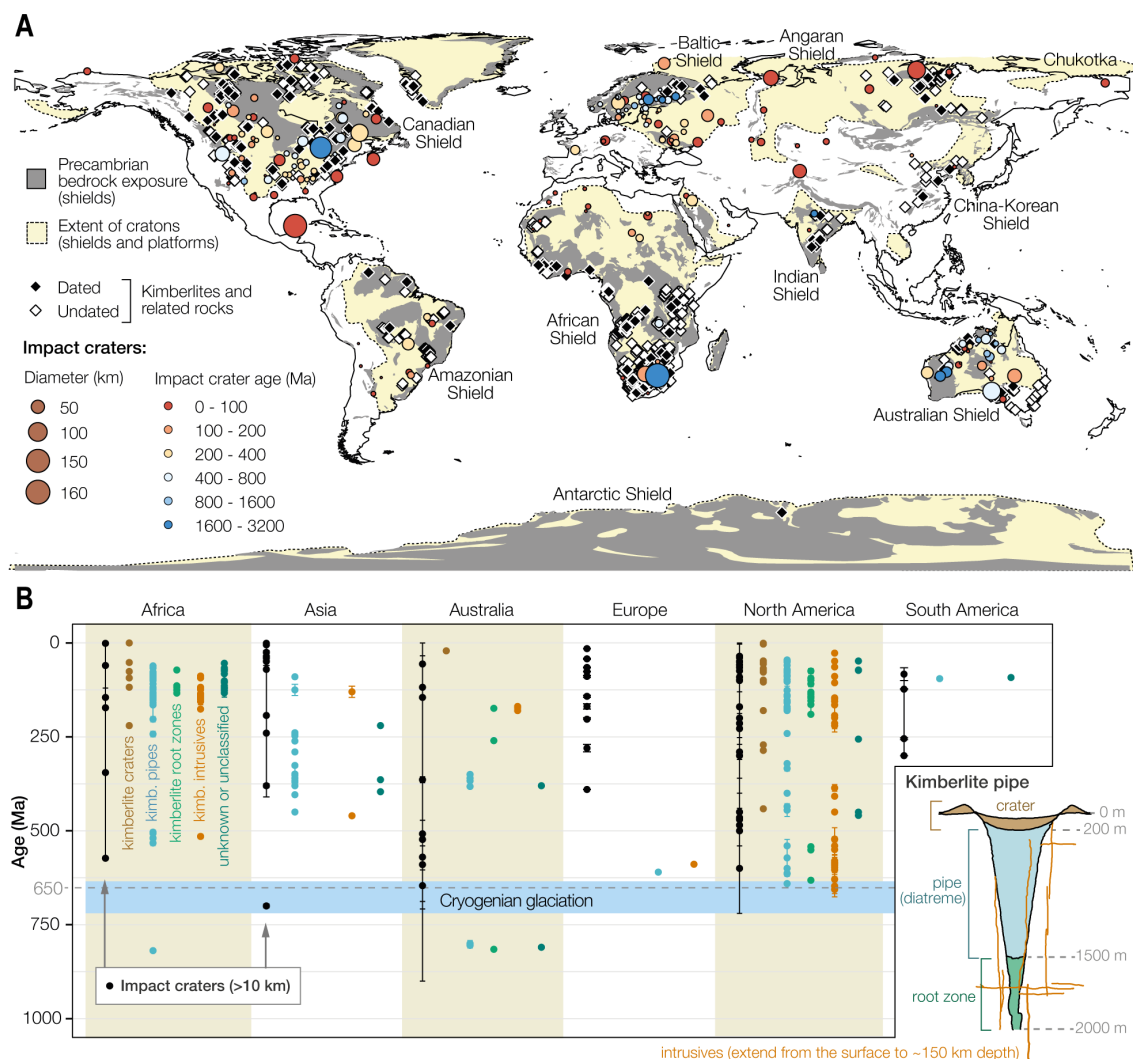 A
Baltic
Shield
Angaran
Shield
Chukotka
Canadian
Shield
Precambrian
bedrock exposure
(shields)
Extent of cratons
(shields and platforms)
Dated
Undated
Kimberlites and
related rocks
China-Korean
Shield
Indian
Shield
African
Shield
Amazonian
Shield
Australian Shield
Impact craters:
Diameter (km)
50
100
150
160
Impact crater age (Ma)
0 - 100
100 - 200
200 - 400
400 - 800
800 - 1600
1600 - 3200
Antarctic Shield
B
Africa
Asia
Australia
Europe
North America
South America
Age (Ma)
0
250
500
650
750
1000
kimberlite craters
kimb. pipes
kimberlite root zones
kimb. intrusives
unknown or unclassified
Cryogenian glaciation
Impact craters (>10 km)
Kimberlite pipe
crater
0 m
200 m
pipe
(diatreme)
1500 m
root zone
2000 m
intrusives (extend from the surface to ~150 km depth)